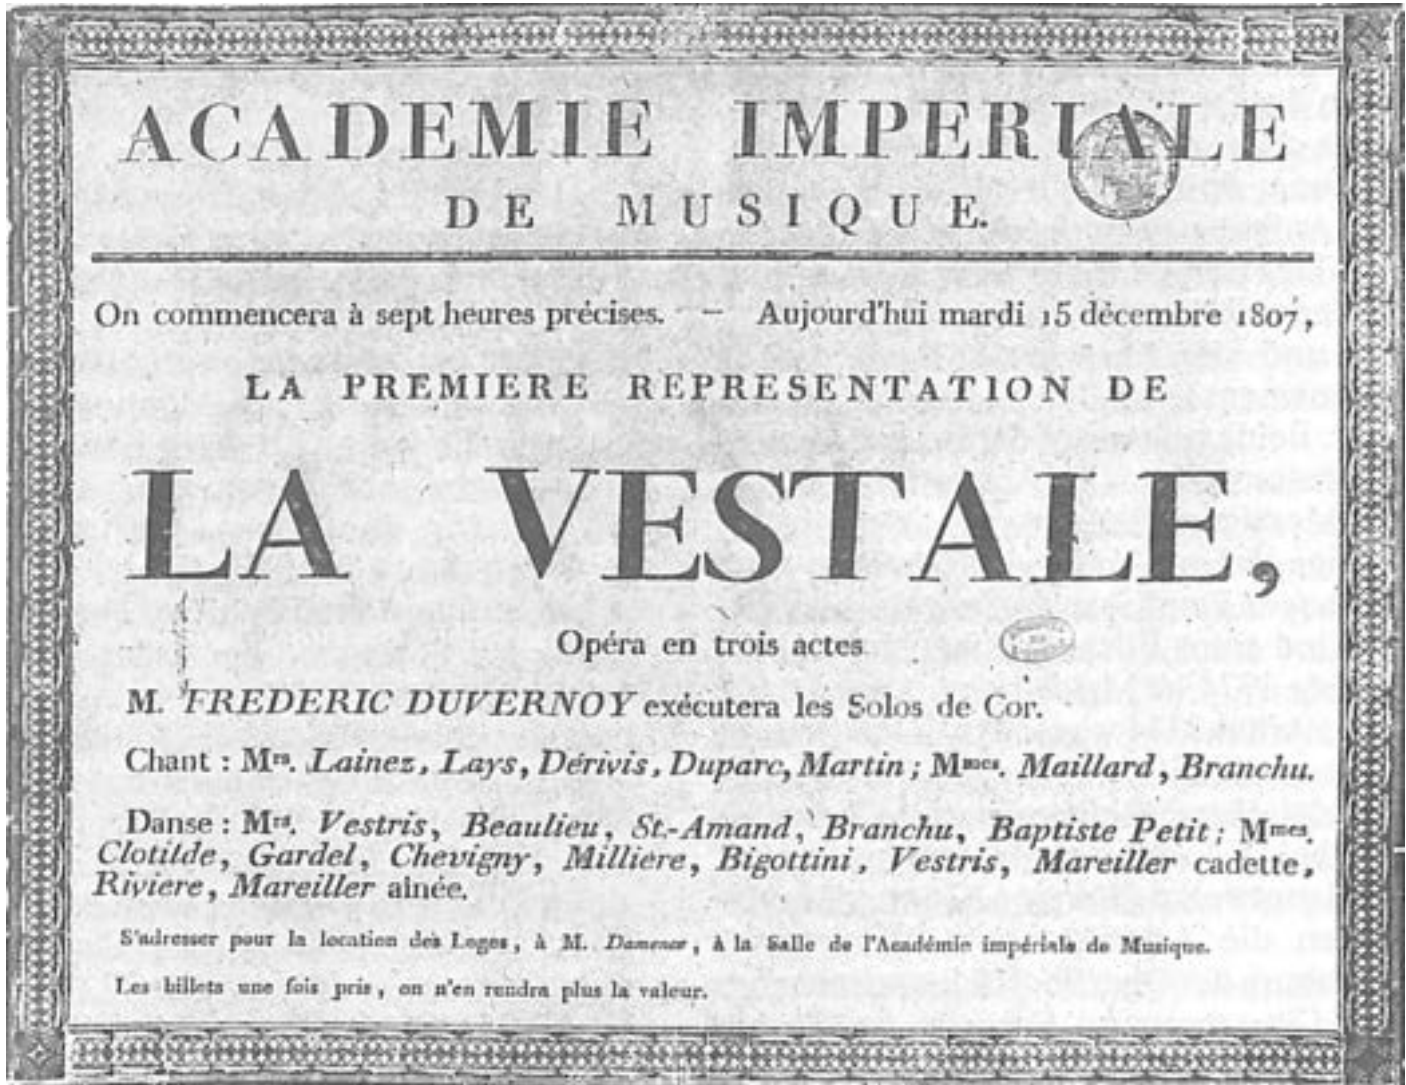 ACADEMIE IMPERIALE
DE MUSIQUE.
On commencera à sept heures précises. — Aujourd'hui mardi 15 décembre 1807,
LA PREMIERE REPRESENTATION DE
LA VESTALE,
Opéra en trois actes
M. FREDERIC DUVERNOY exécutera les Solos de Cor.
Chant : Mrs. Lainez, Lays, Dérivis, Duparc, Martin ; Mmes. Maillard, Branchu.
Danse : Mrs. Vestris, Beaulieu, St.-Amand, Branchu, Baptiste Petit ; Mmes.
Clotilde, Gardel, Chevigny, Millière, Bigottini, Vestris, Mareiller cadette,
Riviere, Mareiller aînée.
S'adresser pour la location des Loges, à M. , à la Salle de l'Académie impériale de Musique.
Les billets une fois pris, on n'en rendra plus la valeur.